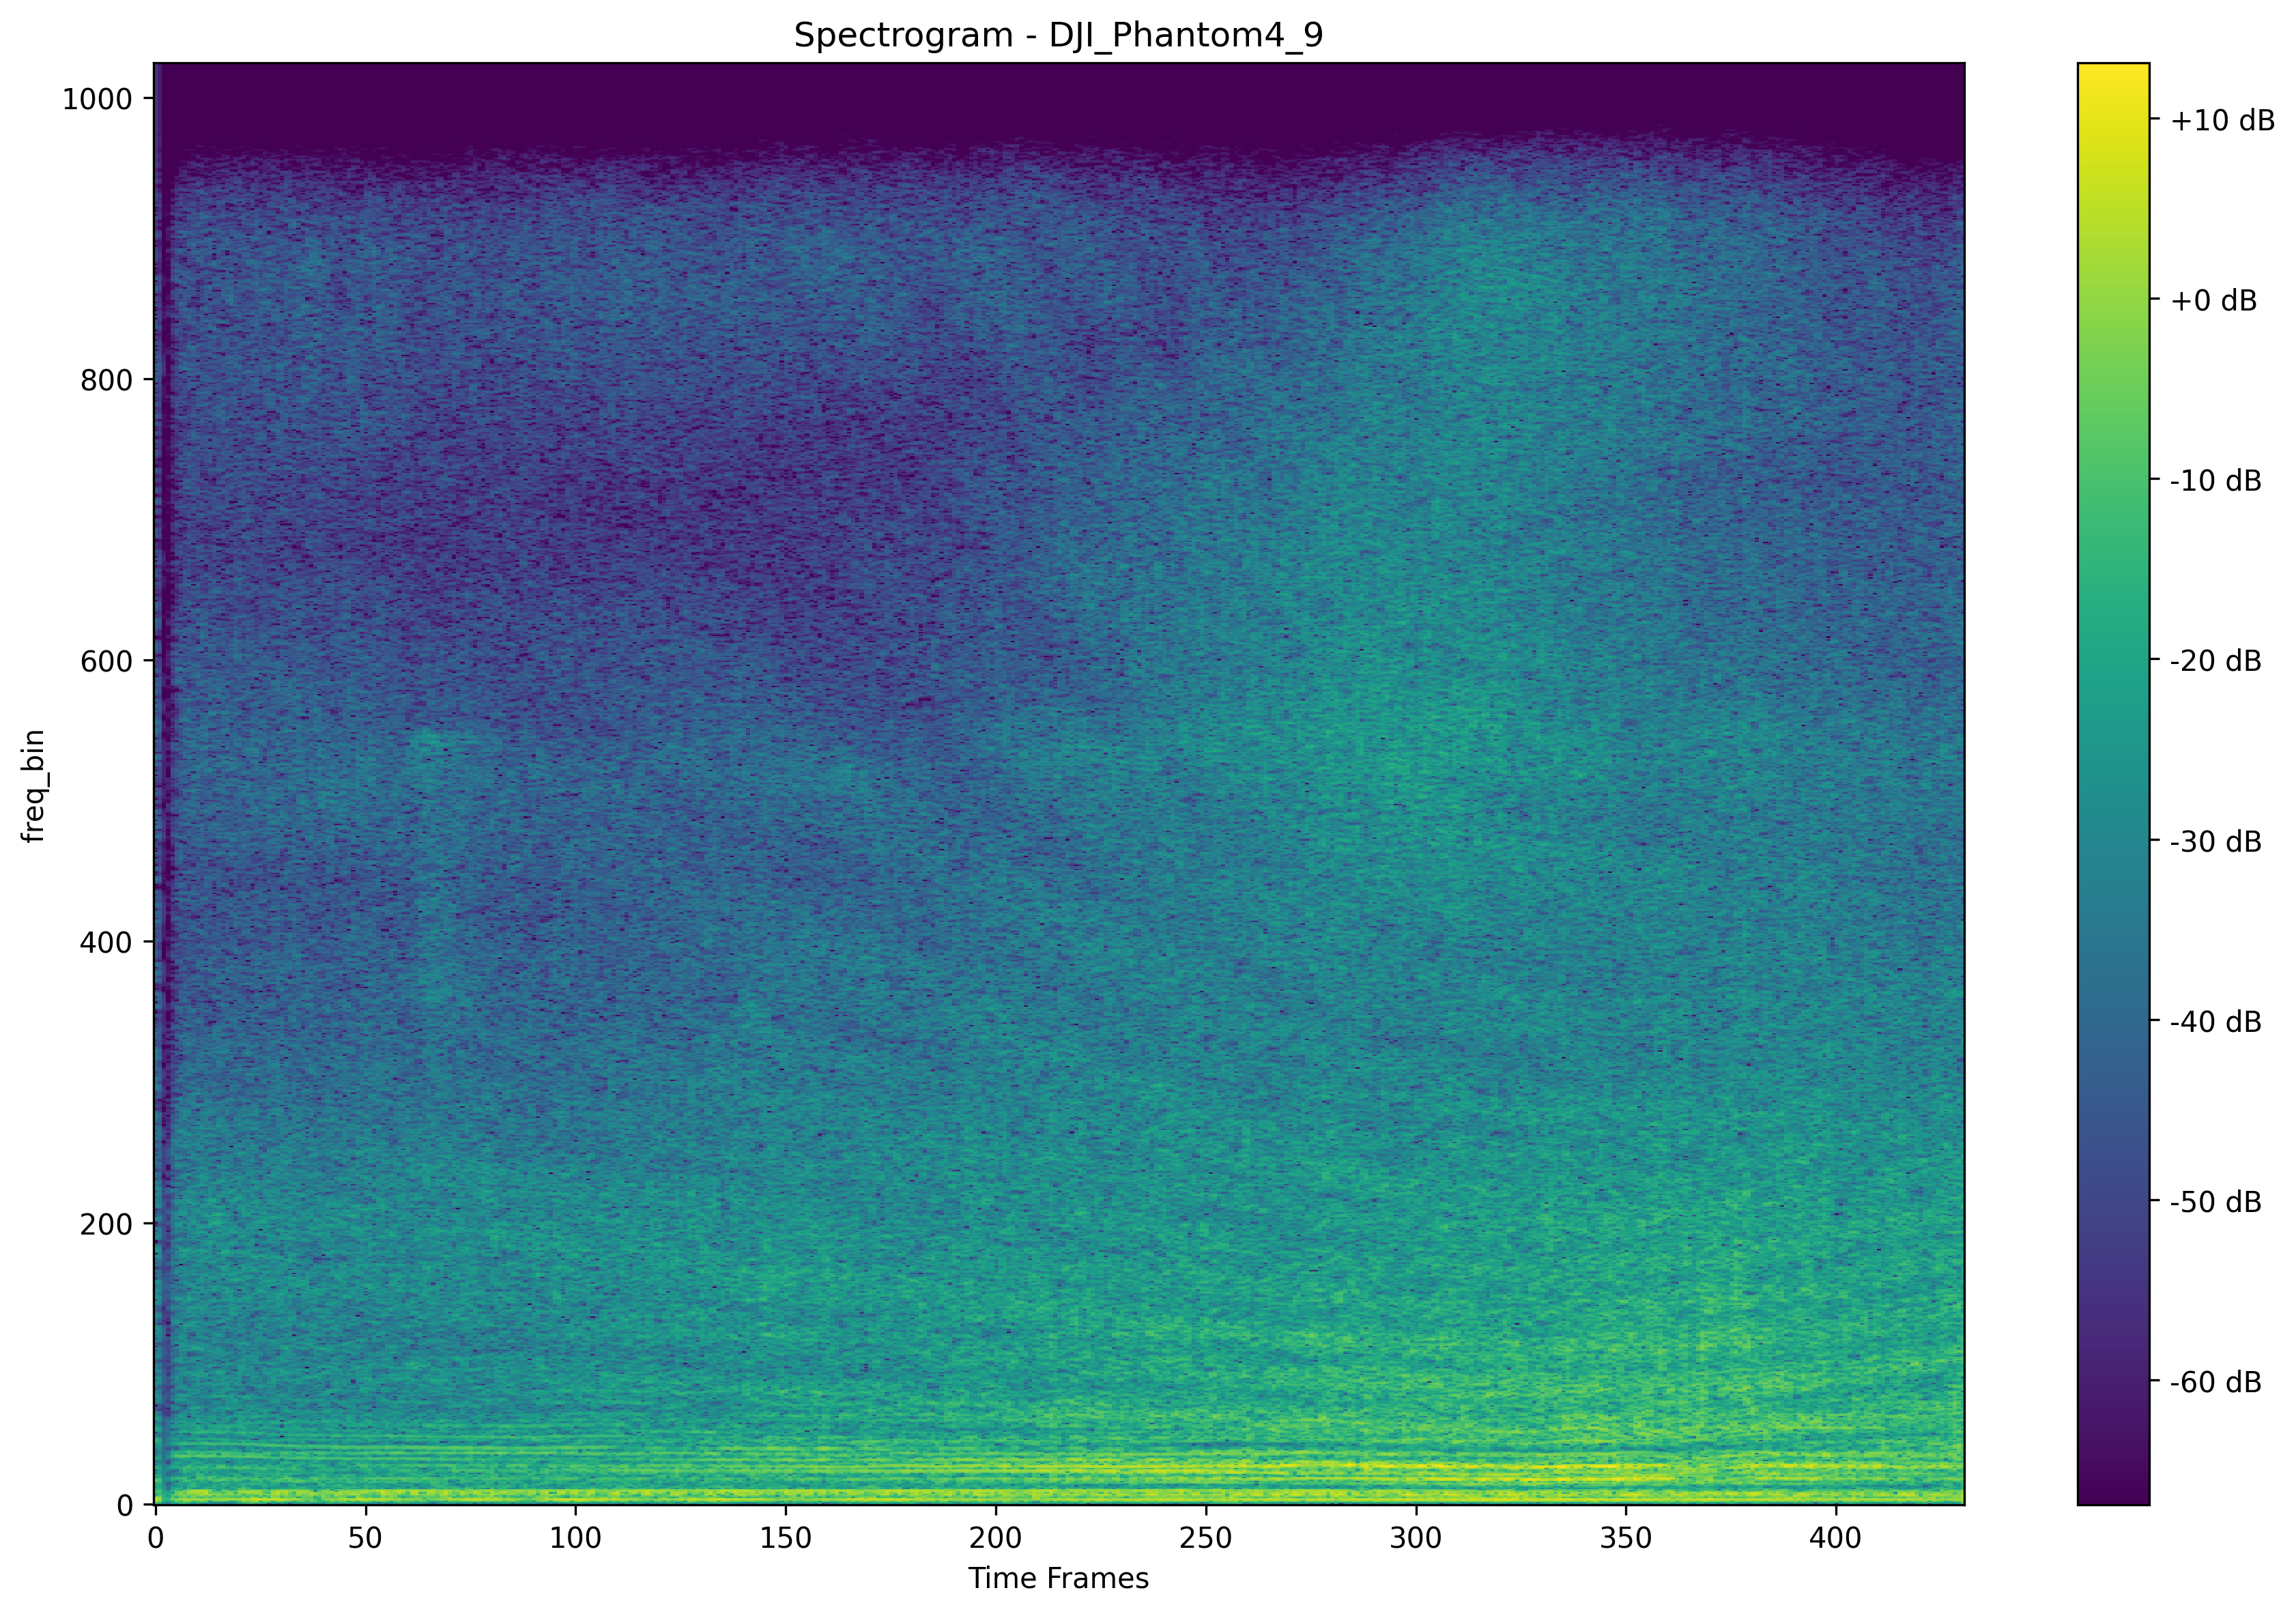 Spectrogram - DJI_Phantom4_9
1000
800
600
400
200
0
freq_bin
0 50 100 150 200 250 300 350 400
Time Frames
+10 dB
+0 dB
-10 dB
-20 dB
-30 dB
-40 dB
-50 dB
-60 dB